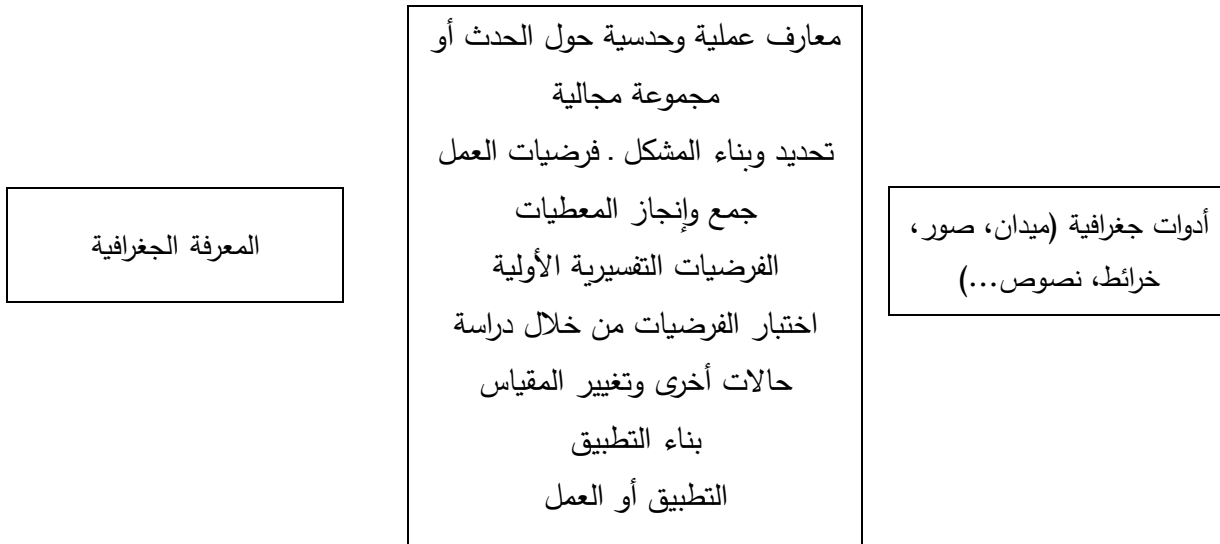 أدوات جغرافية (ميدان، صور،
خرائط، نصوص...)
معارف عملية وحدسية حول الحدث أو
مجموعة مجالية
تحديد وبناء المشكل . فرضيات العمل
جمع وإنجاز المعطيات
الفرضيات التفسيرية الأولية
اختبار الفرضيات من خلال دراسة
حالات أخرى وتغيير المقياس
بناء التطبيق
التطبيق أو العمل
المعرفة الجغرافية